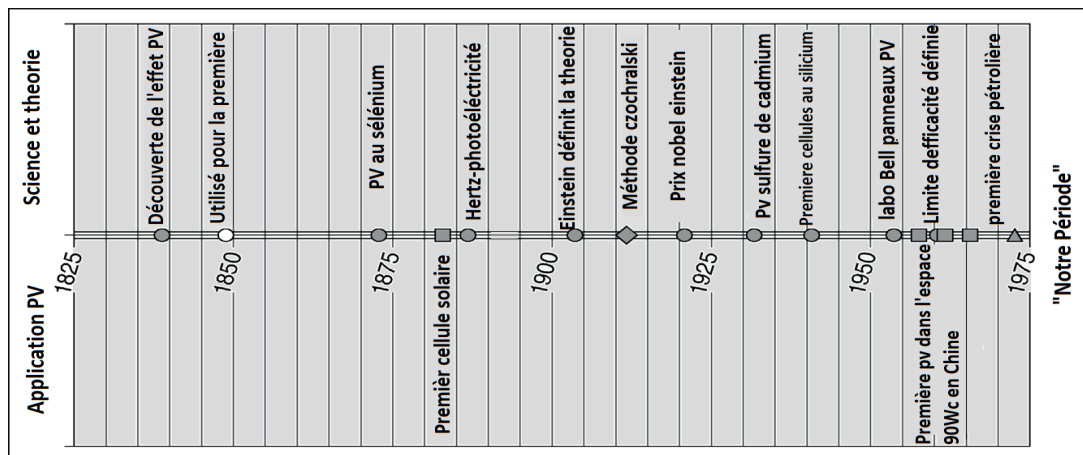 Science et theorie
Découverte de l'effet PV
Utilisé pour la première
PV au sélénium
Hertz-photoéléctricité
Einstein définit la theorie
Méthode czochralski
Prix nobel einstein
Pv sulfure de cadmium
Premiere cellules au silicium
labo Bell panneaux PV
Limite defficacité définie
première crise pétrolière
1825
1850
1875
1900
1925
1950
1975
"Notre Période"
Application PV
Premièr cellule solaire
Première pv dans l'espace
90Wc en Chine